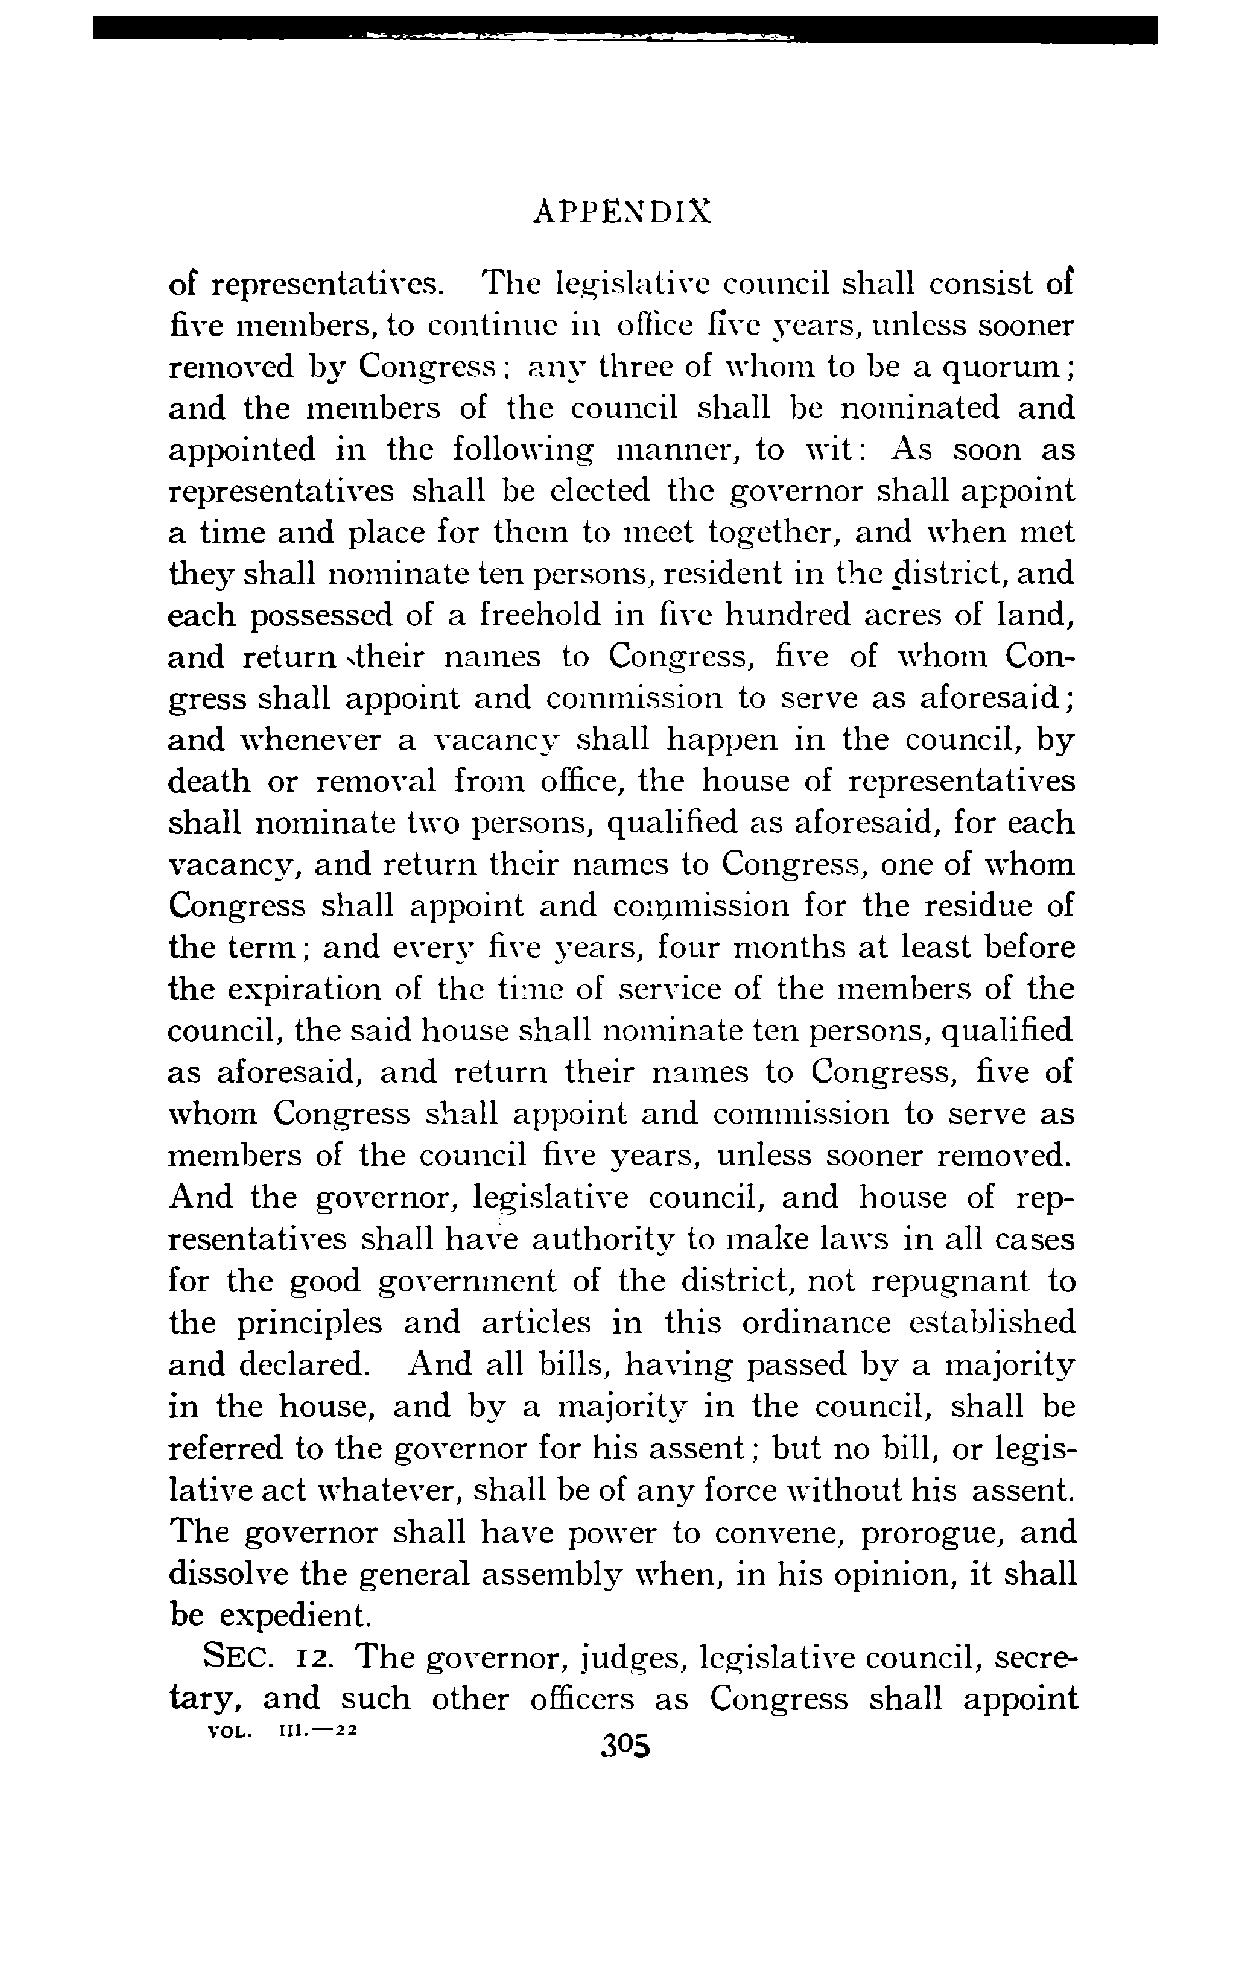 APPENDIX
of representatives. The legislative council shall consist of
five members, to continue in office five years, unless sooner
removed by Congress; any three of whom to be a quorum;
and the members of the council shall be nominated and
appointed in the following manner, to wit: As soon as
representatives shall be elected the governor shall appoint
a time and place for them to meet together, and when met
they shall nominate ten persons, resident in the district, and
each possessed of a freehold in five hundred acres of land,
and return their names to Congress, five of whom Con-
gress shall appoint and commission to serve as aforesaid;
and whenever a vacancy shall happen in the council, by
death or removal from office, the house of representatives
shall nominate two persons, qualified as aforesaid, for each
vacancy, and return their names to Congress, one of whom
Congress shall appoint and commission for the residue of
the term; and every five years, four months at least before
the expiration of the time of service of the members of the
council, the said house shall nominate ten persons, qualified
as aforesaid, and return their names to Congress, five of
whom Congress shall appoint and commission to serve as
members of the council five years, unless sooner removed.
And the governor, legislative council, and house of rep-
resentatives shall have authority to make laws in all cases
for the good government of the district, not repugnant to
the principles and articles in this ordinance established
and declared. And all bills, having passed by a majority
in the house, and by a majority in the council, shall be
referred to the governor for his assent; but no bill, or legis-
lative act whatever, shall be of any force without his assent.
The governor shall have power to convene, prorogue, and
dissolve the general assembly when, in his opinion, it shall
be expedient.
SEC. 12. The governor, judges, legislative council, secre-
tary, and such other officers as Congress shall appoint
VOL. III.—22
305